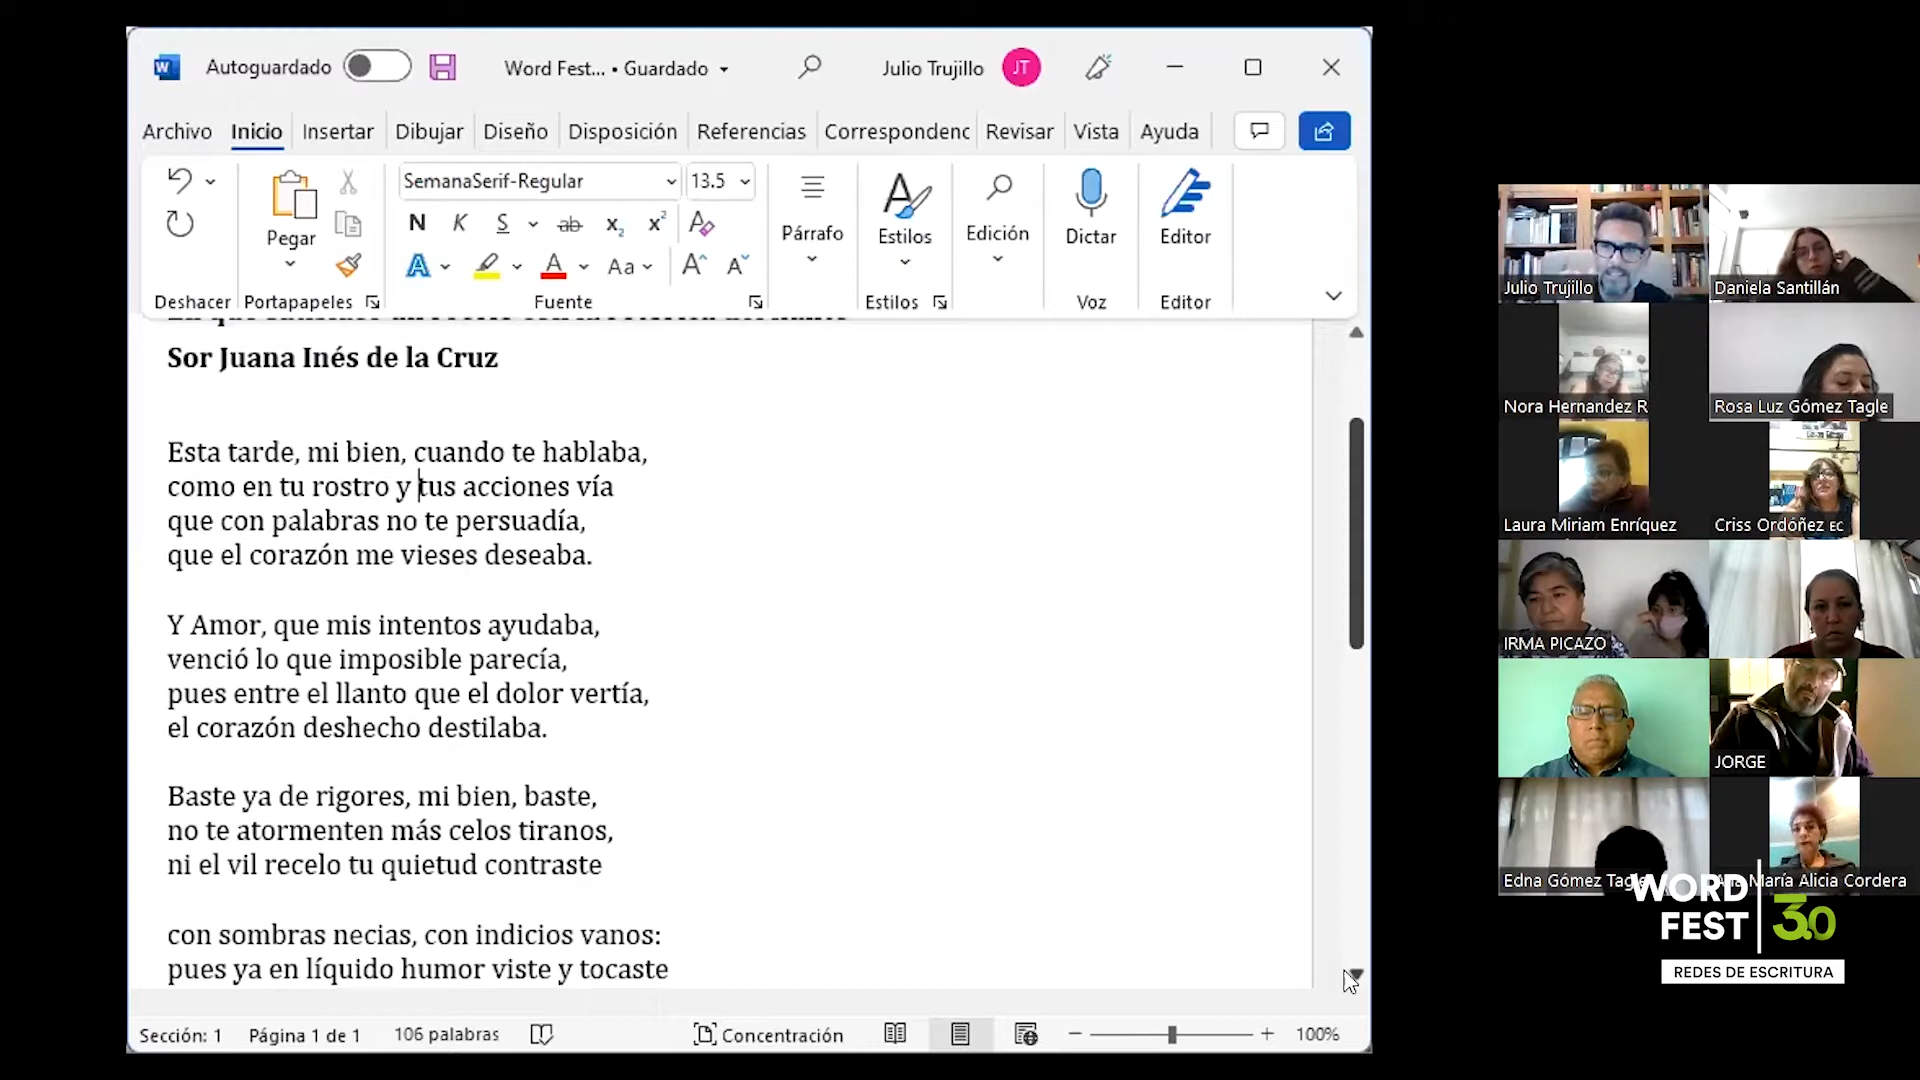 Autoguardado
Word Fest... • Guardado
Julio Trujillo
JT
Archivo Inicio Insertar Dibujar Diseño Disposición Referencias Correspondenc Revisar Vista Ayuda
SemanaSerif-Regular 13.5
Pegar
N K S ab x₂ x²
A A Aa A A
Párrafo Estilos Edición Dictar Editor
Deshacer Portapapeles Fuente Estilos Voz Editor
Sor Juana Inés de la Cruz
Esta tarde, mi bien, cuando te hablaba,
como en tu rostro y tus acciones vía
que con palabras no te persuadía,
que el corazón me vieses deseaba.
Y Amor, que mis intentos ayudaba,
venció lo que imposible parecía,
pues entre el llanto que el dolor vertía,
el corazón deshecho destilaba.
Baste ya de rigores, mi bien, baste,
no te atormenten más celos tiranos,
ni el vil recelo tu quietud contraste
con sombras necias, con indicios vanos:
pues ya en líquido humor viste y tocaste
Sección: 1 Página 1 de 1 106 palabras Concentración 100%
Julio Trujillo
Daniela Santillán
Nora Hernandez R
Rosa Luz Gómez Tagle
Laura Miriam Enríquez
Criss Ordóñez EC
IRMA PICAZO
JORGE
Edna Gómez Tagle
María Alicia Cordera
WORD
FEST
3.0
REDES DE ESCRITURA